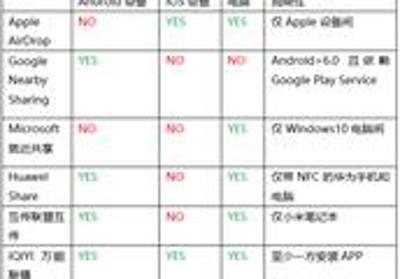 Android 设备 iOS 设备 电脑
Apple NO YES YES 仅 Apple 设备间
AirDrop
Google YES NO NO Android>6.0 且依赖
Nearby Google Play Service
Sharing
Microsoft NO NO YES 仅 Windows10 电脑间
就近共享
Huawei YES NO YES 仅带 NFC 的华为手机和
Share 电脑
互传联盟互 YES NO YES 仅小米笔记本
传
iQIYI 万能 YES YES YES 至少一方安装 APP
联播